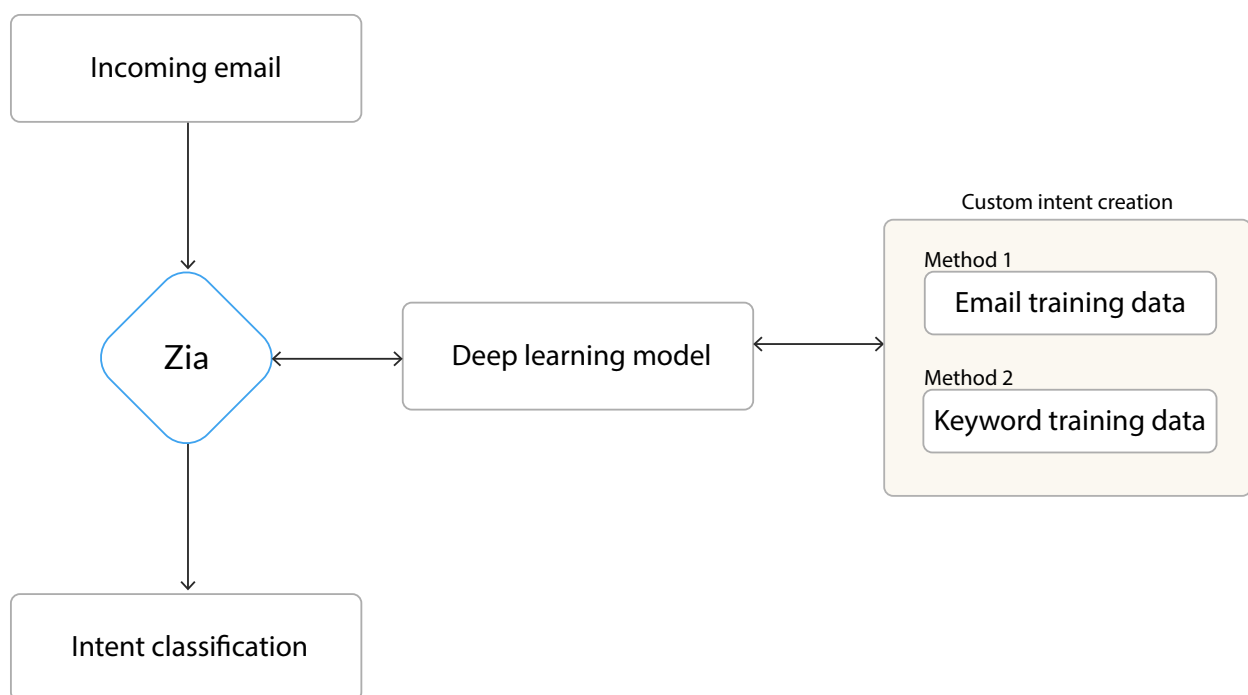 Incoming email
Custom intent creation
Method 1
Email training data
Zia
Deep learning model
Method 2
Keyword training data
Intent classification